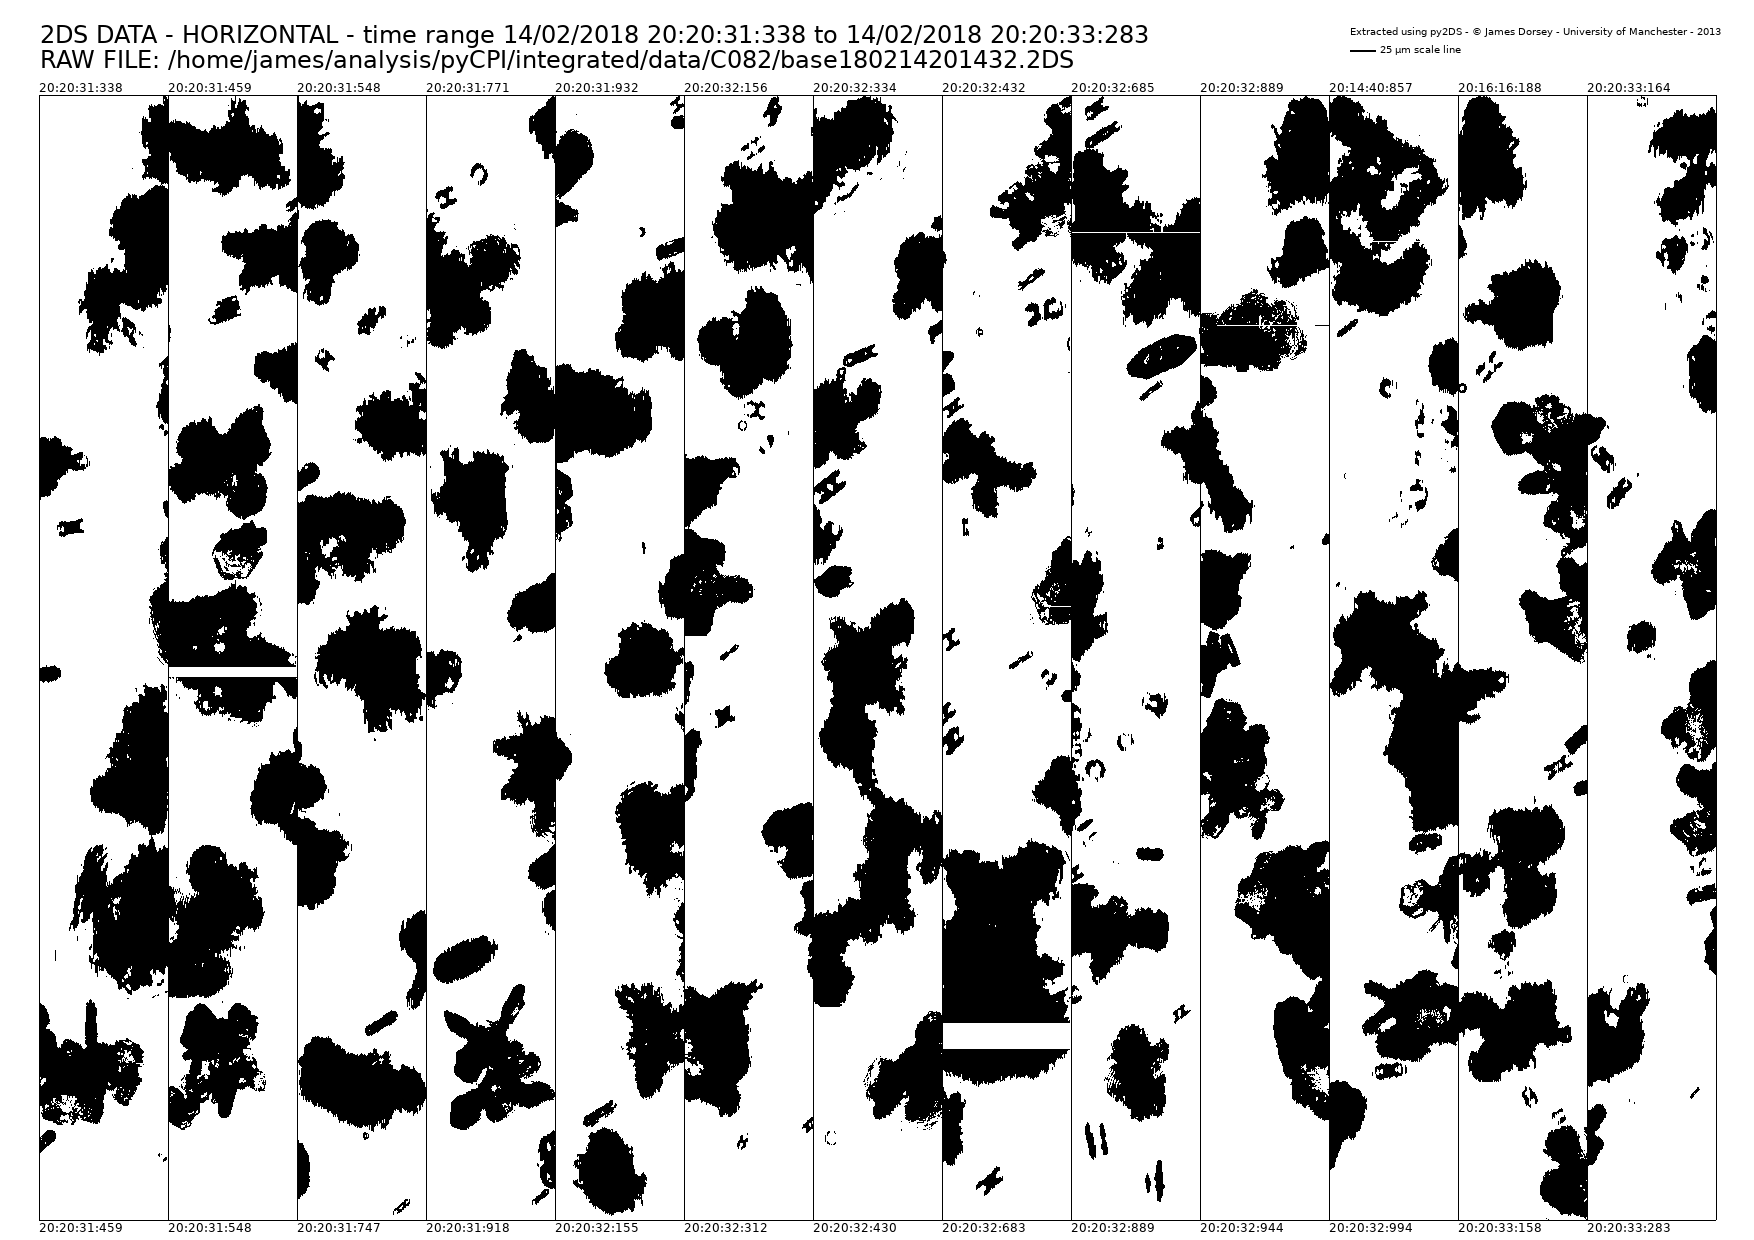 2DS DATA - HORIZONTAL - time range 14/02/2018 20:20:31:338 to 14/02/2018 20:20:33:283
RAW FILE: /home/james/analysis/pyCPI/integrated/data/C082/base180214201432.2DS
Extracted using py2DS - © James Dorsey - University of Manchester - 2013
25 µm scale line
20:20:31:338 20:20:31:459 20:20:31:548 20:20:31:771 20:20:31:932 20:20:32:156 20:20:32:334 20:20:32:432 20:20:32:685 20:20:32:889 20:14:40:857 20:16:16:188 20:20:33:164
20:20:31:459 20:20:31:548 20:20:31:747 20:20:31:918 20:20:32:155 20:20:32:312 20:20:32:430 20:20:32:683 20:20:32:889 20:20:32:944 20:20:32:994 20:20:33:158 20:20:33:283